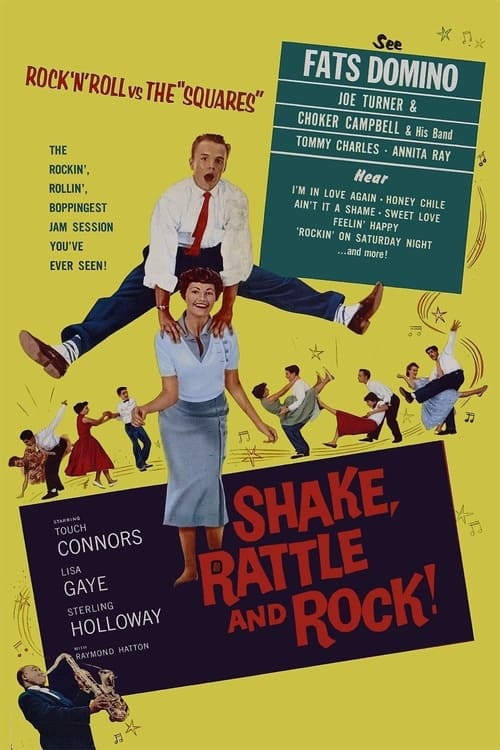 ROCK'N'ROLL VS THE "SQUARES"
THE
ROCKIN',
ROLLIN',
BOPPINGEST
JAM SESSION
YOU'VE
EVER SEEN!
See
FATS DOMINO
JOE TURNER &
CHOKER CAMPBELL & His Band
TOMMY CHARLES • ANNITA RAY
Hear
I'M IN LOVE AGAIN • HONEY CHILE
AIN'T IT A SHAME • SWEET LOVE
FEELIN' HAPPY
'ROCKIN' ON SATURDAY NIGHT
...and more!
STARRING
TOUCH
CONNORS
LISA
GAYE
STERLING
HOLLOWAY
WITH
RAYMOND HATTON
SHAKE,
RATTLE
AND ROCK!